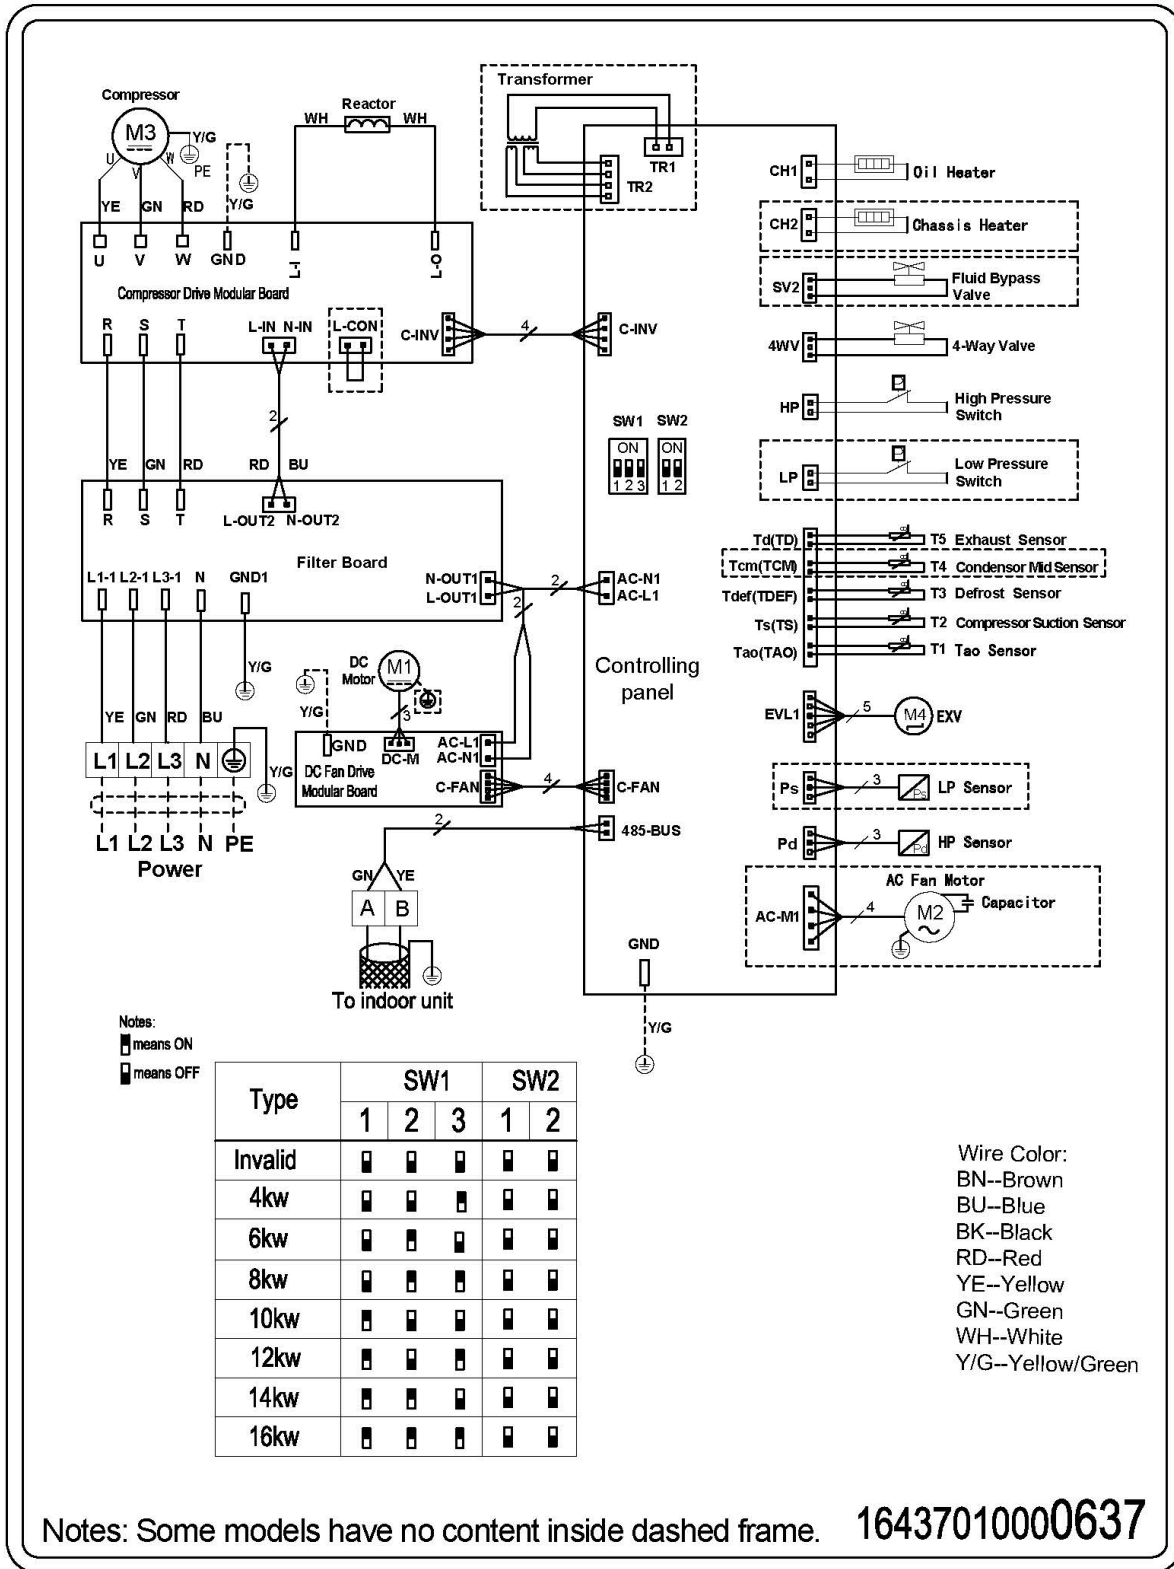 Transformer
Compressor
Reactor
WH
WH
M3
Y/G
U
V
W
PE
TR1
TR2
YE
GN
RD
Y/G
CH1
Oil Heater
CH2
Chassis Heater
U
V
W
GND
L-I
L-O
Compressor Drive Modular Board
SV2
Fluid Bypass
Valve
R
S
T
L-IN N-IN
L-CON
C-INV
4
C-INV
4WV
4-Way Valve
HP
High Pressure
Switch
2
SW1
SW2
ON
ON
1 2 3
1 2
YE
GN
RD
RD
BU
LP
Low Pressure
Switch
R
S
T
L-OUT2
N-OUT2
Filter Board
Td(TD)
T5 Exhaust Sensor
Tcm(TCM)
T4 Condensor Mid Sensor
Tdef(TDEF)
T3 Defrost Sensor
Ts(TS)
T2 Compressor Suction Sensor
Tao(TAO)
T1 Tao Sensor
L1-1 L2-1 L3-1 N GND1
N-OUT1
L-OUT1
2
2
AC-N1
AC-L1
Controlling
panel
Y/G
DC
Motor
M1
Y/G
3
YE
GN
RD
BU
EVL1
5
M4
EXV
GND
DC-M
AC-L1
AC-N1
DC Fan Drive
Modular Board
C-FAN
4
C-FAN
L1 L2 L3 N
Y/G
L1 L2 L3 N PE
Power
Ps
3
Ps
LP Sensor
2
485-BUS
Pd
3
Pd
HP Sensor
GN
YE
A
B
AC Fan Motor
AC-M1
4
M2
Capacitor
To indoor unit
GND
Y/G
Notes:
means ON
means OFF
Type SW1 SW2
1 2 3 1 2
Invalid
4kw
6kw
8kw
10kw
12kw
14kw
16kw
Wire Color:
BN--Brown
BU--Blue
BK--Black
RD--Red
YE--Yellow
GN--Green
WH--White
Y/G--Yellow/Green
Notes: Some models have no content inside dashed frame.
16437010000637